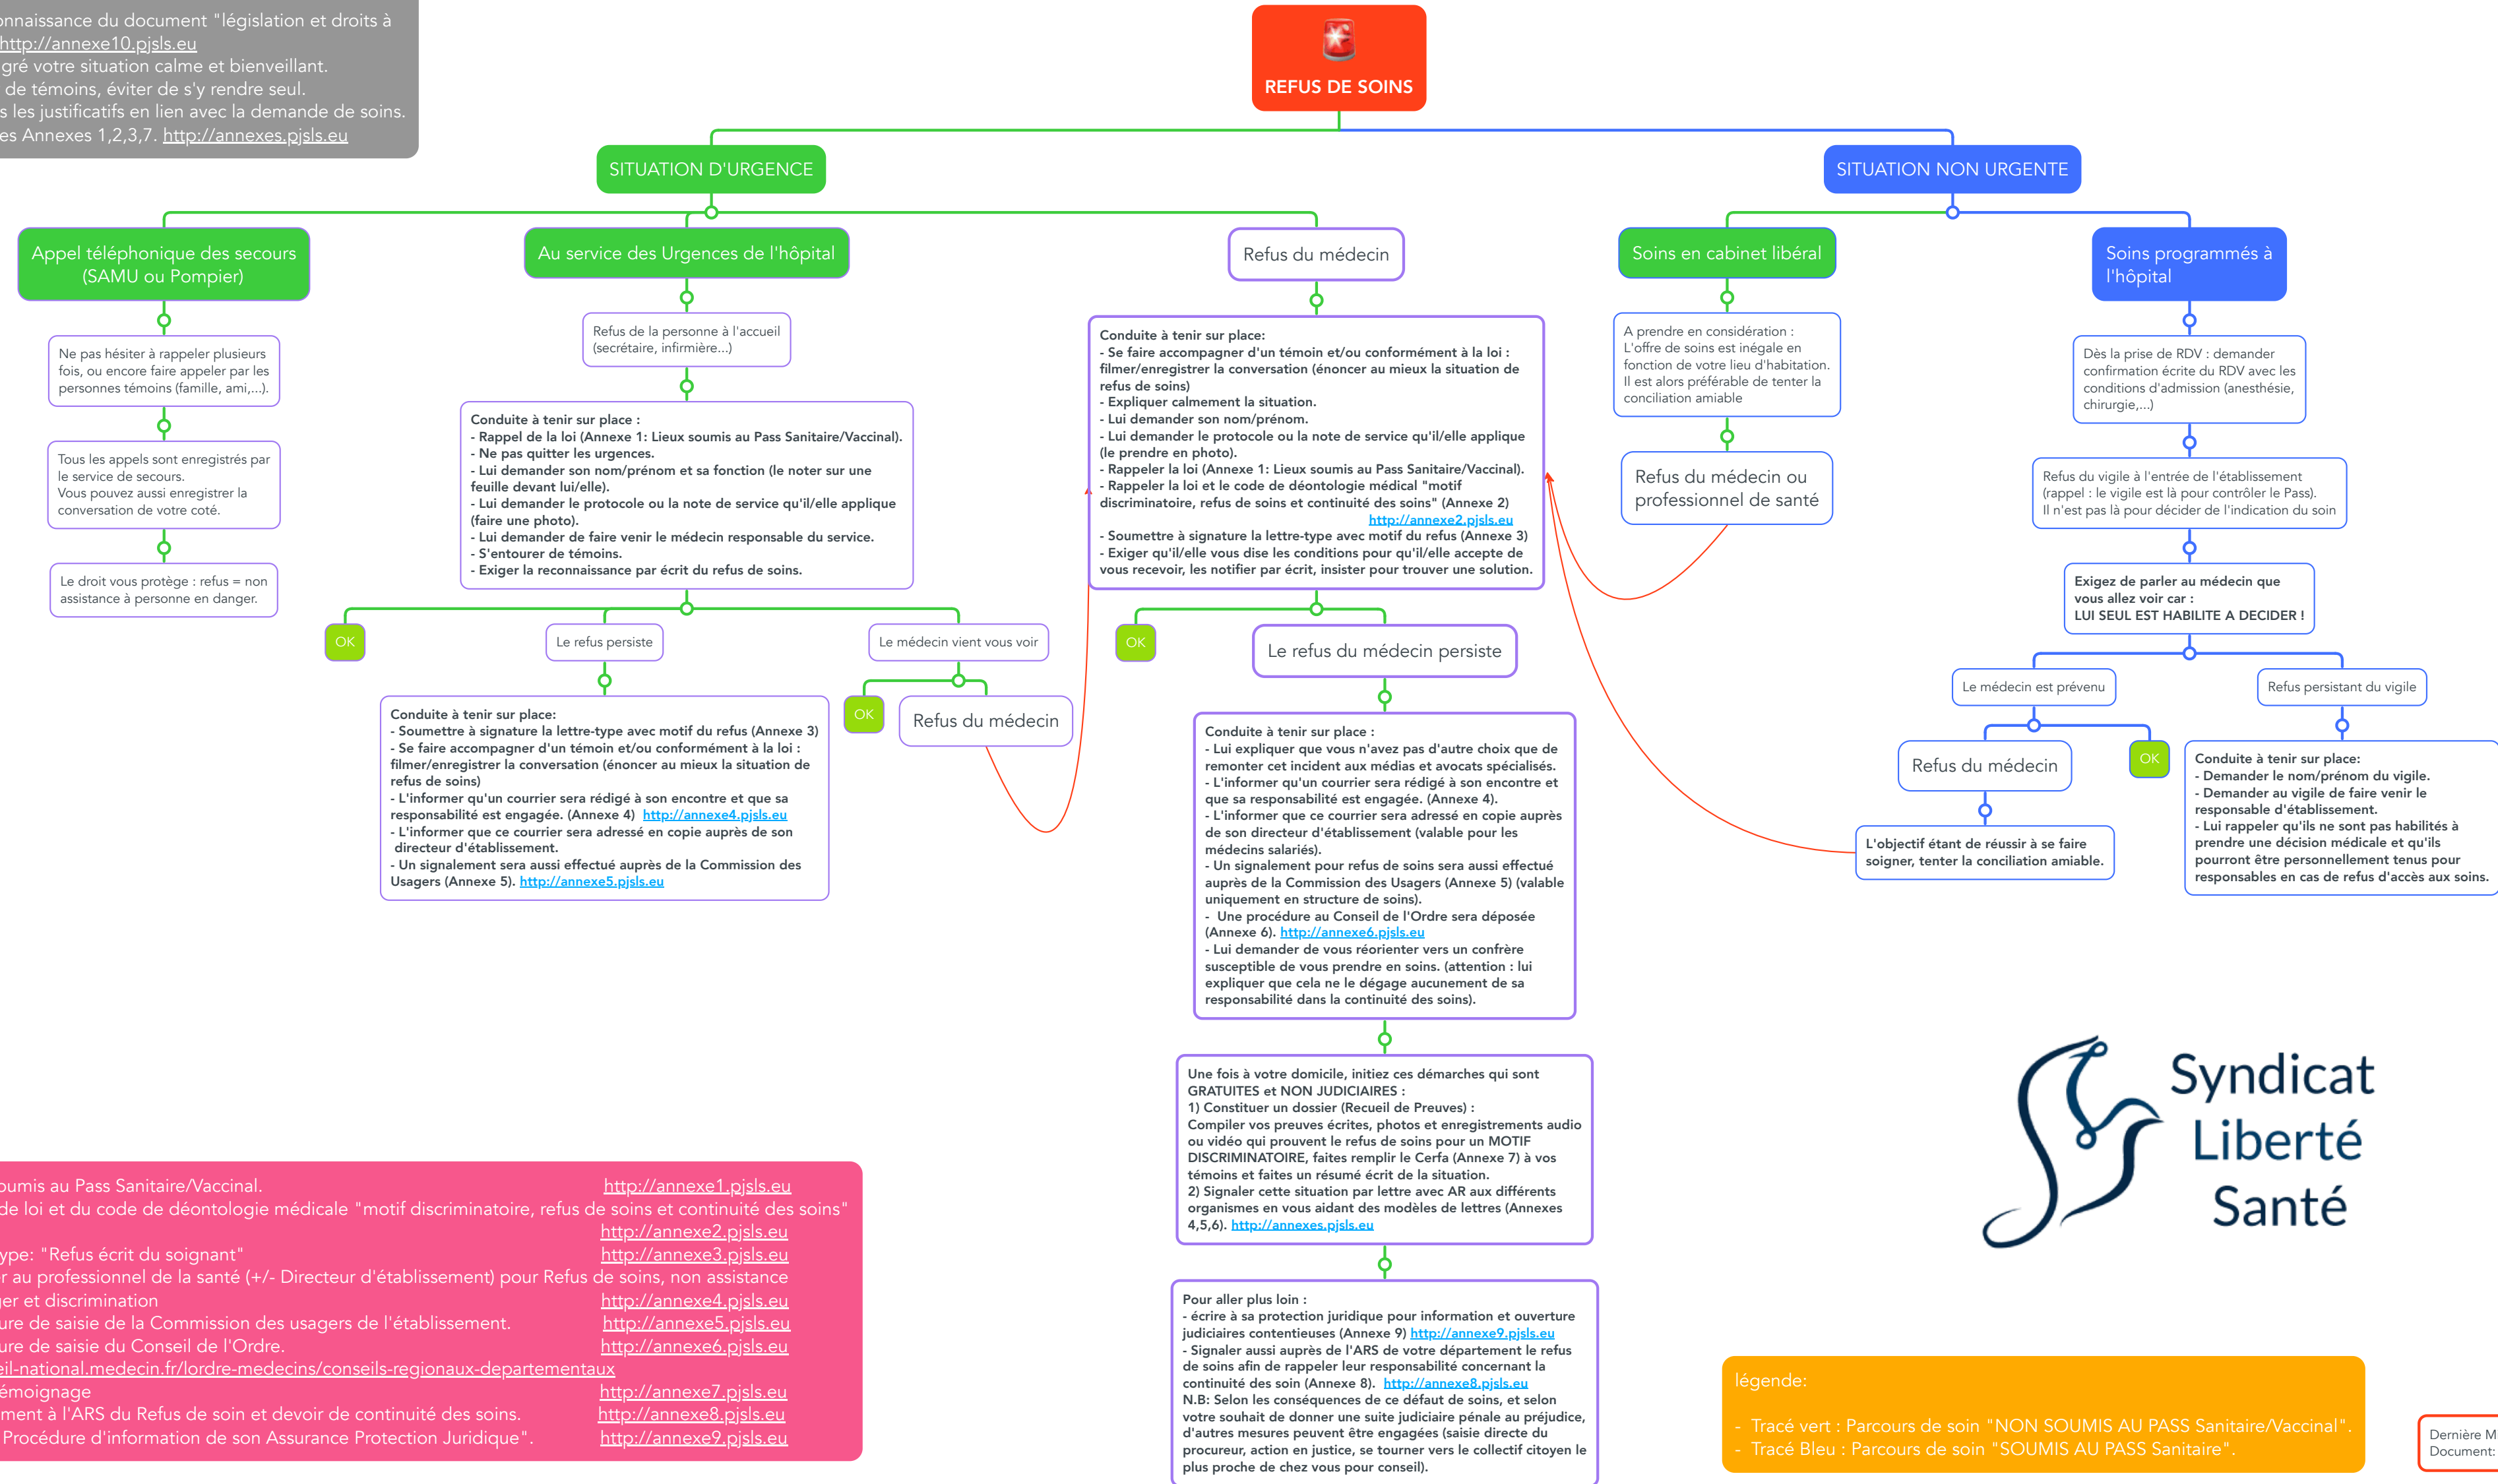 onnaissance du document "législation et droits à
http://annexe10.pjsls.eu
gré votre situation calme et bienveillant.
de témoins, éviter de s'y rendre seul.
s les justificatifs en lien avec la demande de soins.
es Annexes 1,2,3,7. http://annexes.pjsls.eu
REFUS DE SOINS
SITUATION D'URGENCE
SITUATION NON URGENTE
Appel téléphonique des secours
(SAMU ou Pompier)
Ne pas hésiter à rappeler plusieurs
fois, ou encore faire appeler par les
personnes témoins (famille, ami,...).
Tous les appels sont enregistrés par
le service de secours.
Vous pouvez aussi enregistrer la
conversation de votre coté.
Le droit vous protège : refus = non
assistance à personne en danger.
Au service des Urgences de l'hôpital
Refus de la personne à l'accueil
(secrétaire, infirmière...)
Conduite à tenir sur place :
- Rappel de la loi (Annexe 1: Lieux soumis au Pass Sanitaire/Vaccinal).
- Ne pas quitter les urgences.
- Lui demander son nom/prénom et sa fonction (le noter sur une
feuille devant lui/elle).
- Lui demander le protocole ou la note de service qu'il/elle applique
(faire une photo).
- Lui demander de faire venir le médecin responsable du service.
- S'entourer de témoins.
- Exiger la reconnaissance par écrit du refus de soins.
OK
Le refus persiste
Le médecin vient vous voir
Conduite à tenir sur place:
- Soumettre à signature la lettre-type avec motif du refus (Annexe 3)
- Se faire accompagner d'un témoin et/ou conformément à la loi :
filmer/enregistrer la conversation (énoncer au mieux la situation de
refus de soins)
- L'informer qu'un courrier sera rédigé à son encontre et que sa
responsabilité est engagée. (Annexe 4) http://annexe4.pjsls.eu
- L'informer que ce courrier sera adressé en copie auprès de son
directeur d'établissement.
- Un signalement sera aussi effectué auprès de la Commission des
Usagers (Annexe 5). http://annexe5.pjsls.eu
OK
Refus du médecin
Refus du médecin
Conduite à tenir sur place:
- Se faire accompagner d'un témoin et/ou conformément à la loi :
filmer/enregistrer la conversation (énoncer au mieux la situation de
refus de soins)
- Expliquer calmement la situation.
- Lui demander son nom/prénom.
- Lui demander le protocole ou la note de service qu'il/elle applique
(le prendre en photo).
- Rappeler la loi (Annexe 1: Lieux soumis au Pass Sanitaire/Vaccinal).
- Rappeler la loi et le code de déontologie médical "motif
discriminatoire, refus de soins et continuité des soins" (Annexe 2)
http://annexe2.pjsls.eu
- Soumettre à signature la lettre-type avec motif du refus (Annexe 3)
- Exiger qu'il/elle vous dise les conditions pour qu'il/elle accepte de
vous recevoir, les notifier par écrit, insister pour trouver une solution.
OK
Le refus du médecin persiste
Conduite à tenir sur place :
- Lui expliquer que vous n'avez pas d'autre choix que de
remonter cet incident aux médias et avocats spécialisés.
- L'informer qu'un courrier sera rédigé à son encontre et
que sa responsabilité est engagée. (Annexe 4).
- L'informer que ce courrier sera adressé en copie auprès
de son directeur d'établissement (valable pour les
médecins salariés).
- Un signalement pour refus de soins sera aussi effectué
auprès de la Commission des Usagers (Annexe 5) (valable
uniquement en structure de soins).
- Une procédure au Conseil de l'Ordre sera déposée
(Annexe 6). http://annexe6.pjsls.eu
- Lui demander de vous réorienter vers un confrère
susceptible de vous prendre en soins. (attention : lui
expliquer que cela ne le dégage aucunement de sa
responsabilité dans la continuité des soins).
Une fois à votre domicile, initiez ces démarches qui sont
GRATUITES et NON JUDICIAIRES :
1) Constituer un dossier (Recueil de Preuves) :
Compiler vos preuves écrites, photos et enregistrements audio
ou vidéo qui prouvent le refus de soins pour un MOTIF
DISCRIMINATOIRE, faites remplir le Cerfa (Annexe 7) à vos
témoins et faites un résumé écrit de la situation.
2) Signaler cette situation par lettre avec AR aux différents
organismes en vous aidant des modèles de lettres (Annexes
4,5,6). http://annexes.pjsls.eu
Pour aller plus loin :
- écrire à sa protection juridique pour information et ouverture
judiciaires contentieuses (Annexe 9) http://annexe9.pjsls.eu
- Signaler aussi auprès de l'ARS de votre département le refus
de soins afin de rappeler leur responsabilité concernant la
continuité des soin (Annexe 8). http://annexe8.pjsls.eu
N.B: Selon les conséquences de ce défaut de soins, et selon
votre souhait de donner une suite judiciaire pénale au préjudice,
d'autres mesures peuvent être engagées (saisie directe du
procureur, action en justice, se tourner vers le collectif citoyen le
plus proche de chez vous pour conseil).
Soins en cabinet libéral
A prendre en considération :
L'offre de soins est inégale en
fonction de votre lieu d'habitation.
Il est alors préférable de tenter la
conciliation amiable
Refus du médecin ou
professionnel de santé
Soins programmés à
l'hôpital
Dès la prise de RDV : demander
confirmation écrite du RDV avec les
conditions d'admission (anesthésie,
chirurgie,...)
Refus du vigile à l'entrée de l'établissement
(rappel : le vigile est là pour contrôler le Pass).
Il n'est pas là pour décider de l'indication du soin
Exigez de parler au médecin que
vous allez voir car :
LUI SEUL EST HABILITE A DECIDER !
Le médecin est prévenu
Refus persistant du vigile
Refus du médecin
OK
L'objectif étant de réussir à se faire
soigner, tenter la conciliation amiable.
Conduite à tenir sur place:
- Demander le nom/prénom du vigile.
- Demander au vigile de faire venir le
responsable d'établissement.
- Lui rappeler qu'ils ne sont pas habilités à
prendre une décision médicale et qu'ils
pourront être personnellement tenus pour
responsables en cas de refus d'accès aux soins.
Syndicat
Liberté
Santé
oumis au Pass Sanitaire/Vaccinal. http://annexe1.pjsls.eu
de loi et du code de déontologie médicale "motif discriminatoire, refus de soins et continuité des soins"
http://annexe2.pjsls.eu
ype: "Refus écrit du soignant" http://annexe3.pjsls.eu
er au professionnel de la santé (+/- Directeur d'établissement) pour Refus de soins, non assistance
ger et discrimination http://annexe4.pjsls.eu
ure de saisie de la Commission des usagers de l'établissement. http://annexe5.pjsls.eu
ure de saisie du Conseil de l'Ordre. http://annexe6.pjsls.eu
eil-national.medecin.fr/lordre-medecins/conseils-regionaux-departementaux
émoignage http://annexe7.pjsls.eu
ment à l'ARS du Refus de soin et devoir de continuité des soins. http://annexe8.pjsls.eu
Procédure d'information de son Assurance Protection Juridique". http://annexe9.pjsls.eu
légende:
- Tracé vert : Parcours de soin "NON SOUMIS AU PASS Sanitaire/Vaccinal".
- Tracé Bleu : Parcours de soin "SOUMIS AU PASS Sanitaire".
Dernière M
Document: